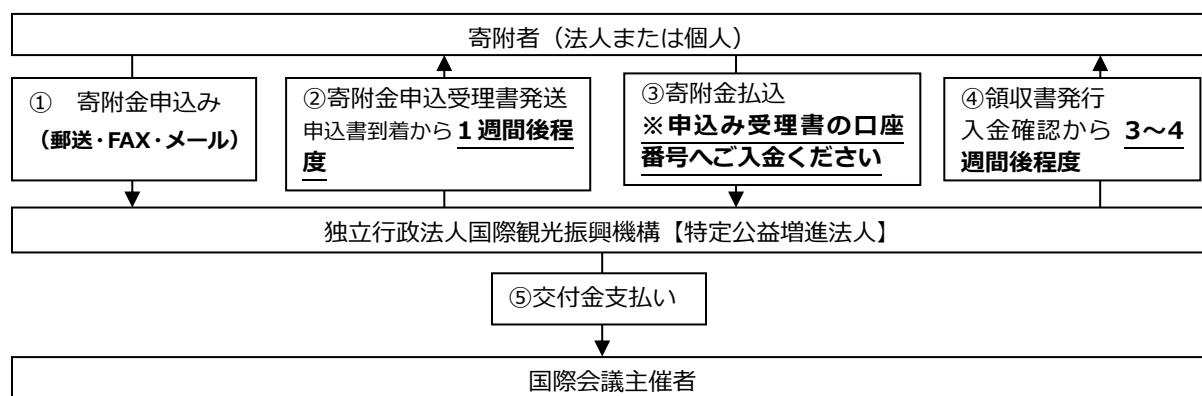 寄附者（法人または個人）
①　寄附金申込み
（郵送・FAX・メール）
②寄附金申込受理書発送
申込書到着から１週間後程
度
③寄附金払込
※申込み受理書の口座
番号へご入金ください
④領収書発行
入金確認から 3～4
週間後程度
独立行政法人国際観光振興機構【特定公益増進法人】
⑤交付金支払い
国際会議主催者